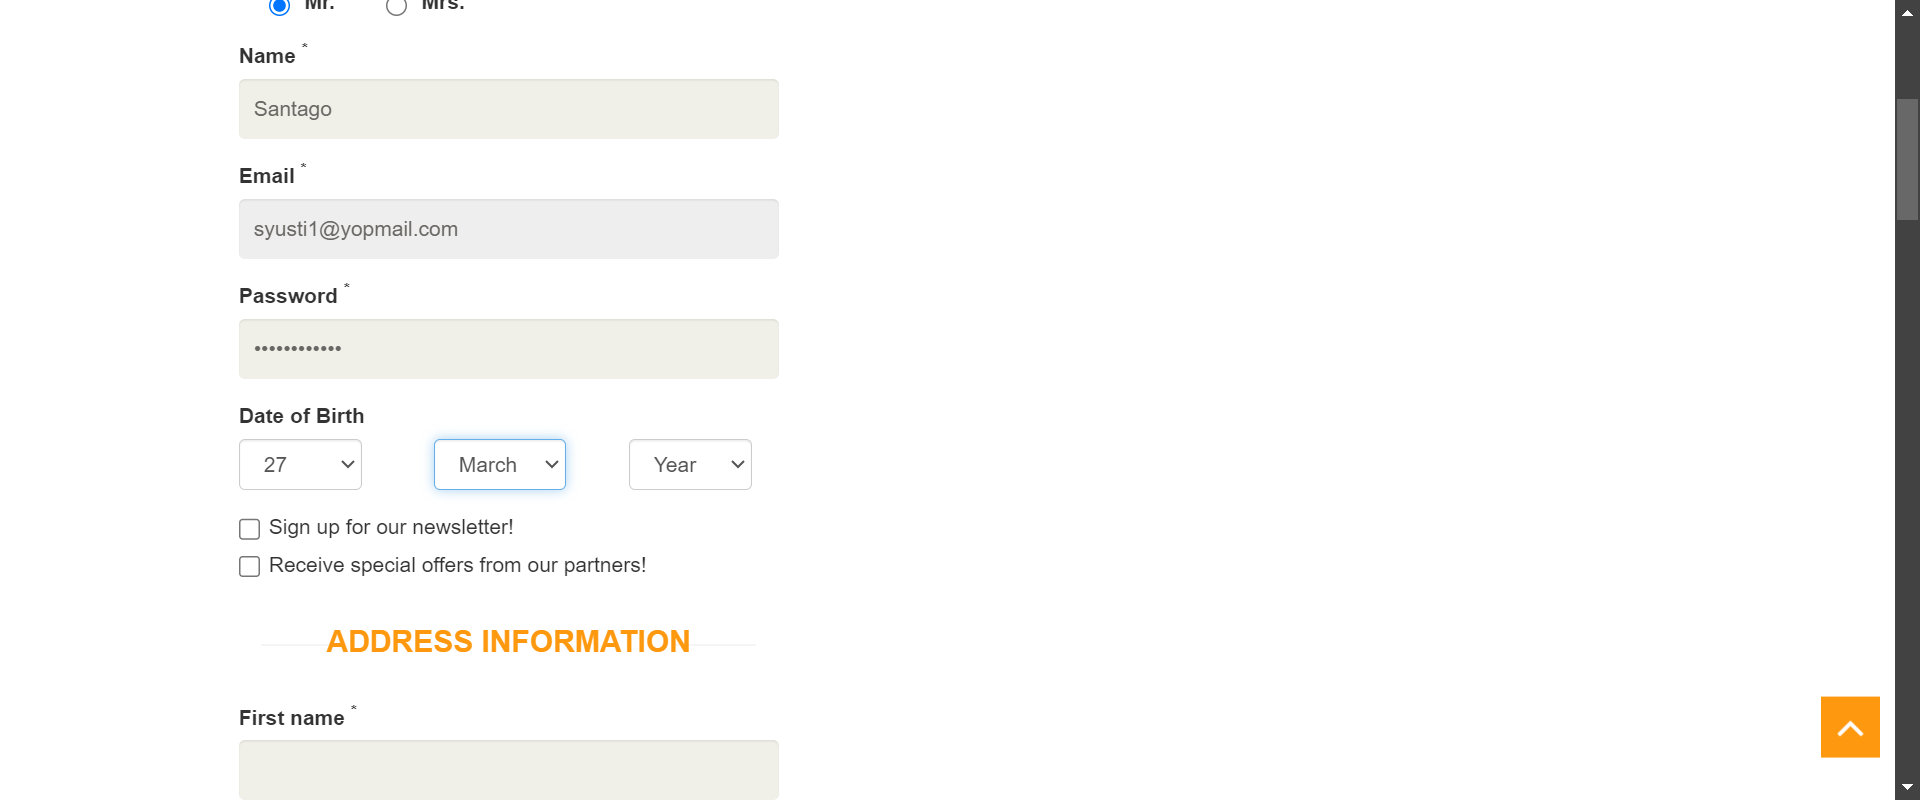 Mr. Mrs.
Name *
Santago
Email *
syusti1@yopmail.com
Password *
••••••••••••
Date of Birth
27 March Year
Sign up for our newsletter!
Receive special offers from our partners!
ADDRESS INFORMATION
First name *